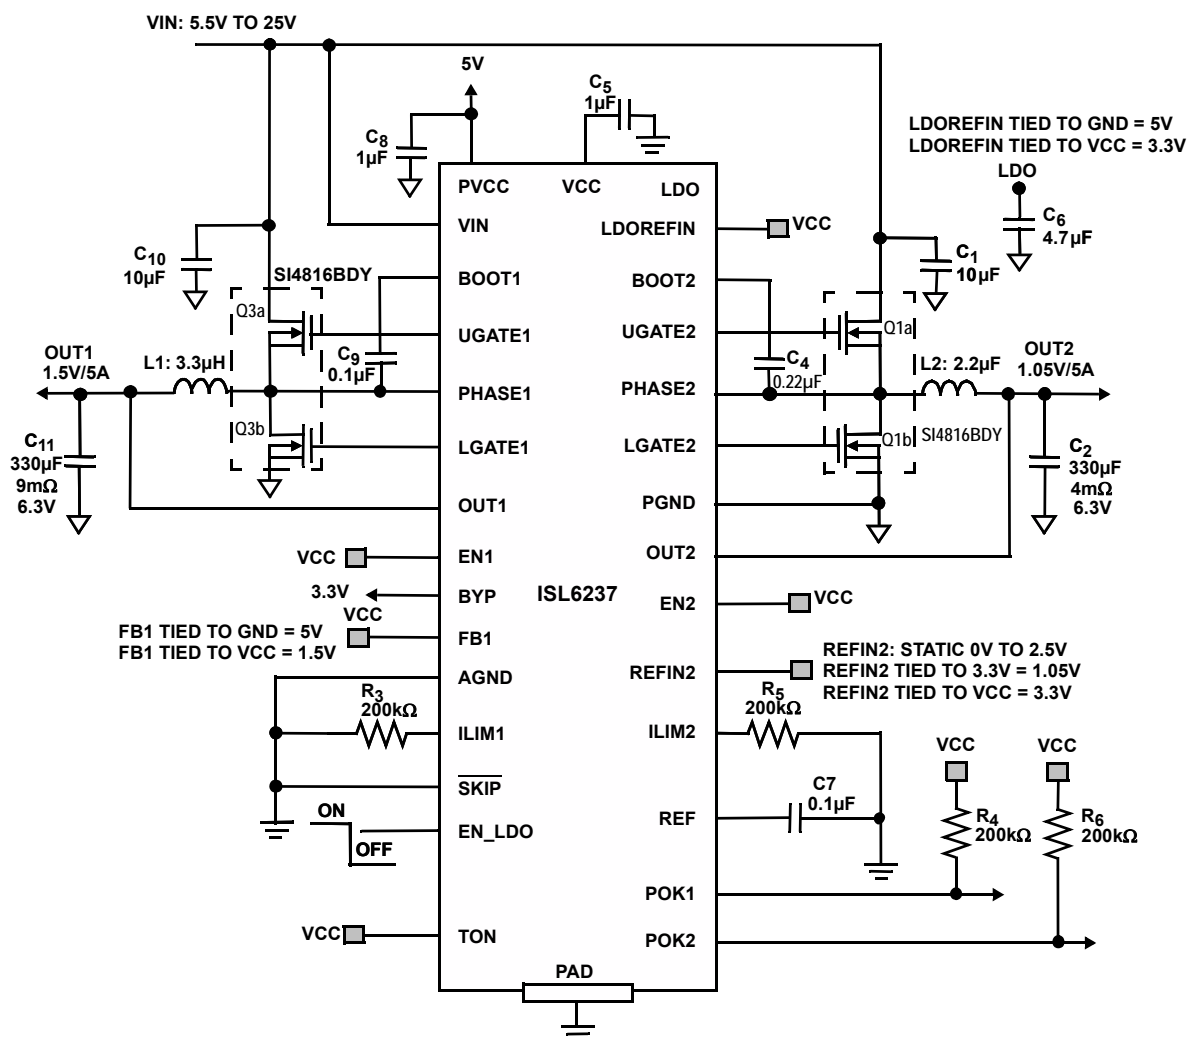 VIN: 5.5V TO 25V
5V
C5
1µF
C8
1µF
LDOREFIN TIED TO GND = 5V
LDOREFIN TIED TO VCC = 3.3V
LDO
C6
4.7µF
PVCC
VCC
LDO
VIN
LDOREFIN
VCC
C10
10µF
SI4816BDY
BOOT1
BOOT2
C1
10µF
Q3a
UGATE1
UGATE2
Q1a
OUT1
1.5V/5A
L1: 3.3µH
C9
0.1µF
C4
0.22µF
L2: 2.2µF
OUT2
1.05V/5A
PHASE1
PHASE2
Q3b
LGATE1
LGATE2
Q1b
SI4816BDY
C11
330µF
9mΩ
6.3V
C2
330µF
4mΩ
6.3V
OUT1
PGND
VCC
EN1
OUT2
3.3V
BYP
ISL6237
EN2
VCC
VCC
FB1 TIED TO GND = 5V
FB1 TIED TO VCC = 1.5V
FB1
REFIN2: STATIC 0V TO 2.5V
REFIN2 TIED TO 3.3V = 1.05V
REFIN2 TIED TO VCC = 3.3V
REFIN2
AGND
R3
200kΩ
ILIM1
R5
200kΩ
ILIM2
VCC
VCC
SKIP
C7
0.1µF
REF
ON
OFF
EN_LDO
R4
200kΩ
R6
200kΩ
POK1
VCC
TON
POK2
PAD